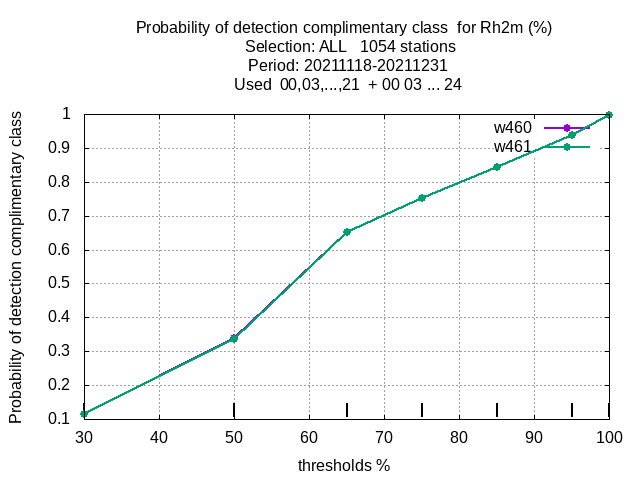 Probability of detection complimentary class  for Rh2m (%)
Selection: ALL   1054 stations
Period: 20211118-20211231
Used  00,03,...,21  + 00 03 ... 24
Probability of detection complimentary class
w460
w461
1
0.9
0.8
0.7
0.6
0.5
0.4
0.3
0.2
0.1
30 40 50 60 70 80 90 100
thresholds %